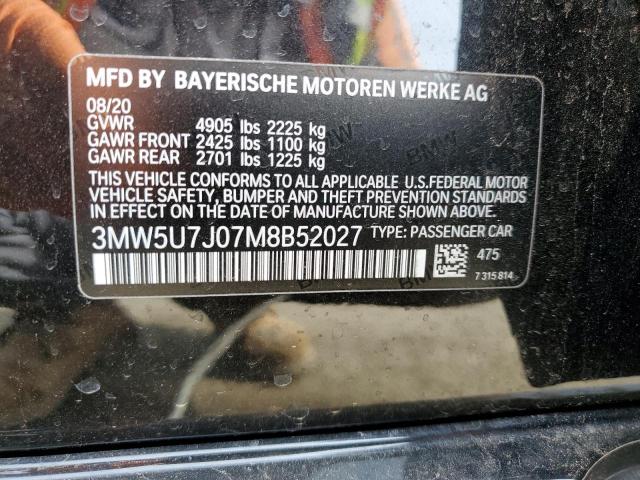 MFD BY BAYERISCHE MOTOREN WERKE AG
08/20
GVWR 4905 lbs 2225 kg
GAWR FRONT 2425 lbs 1100 kg
GAWR REAR 2701 lbs 1225 kg
THIS VEHICLE CONFORMS TO ALL APPLICABLE U.S.FEDERAL MOTOR
VEHICLE SAFETY, BUMPER AND THEFT PREVENTION STANDARDS
IN EFFECT ON THE DATE OF MANUFACTURE SHOWN ABOVE.
3MW5U7J07M8B52027 TYPE: PASSENGER CAR
475
7 315 814